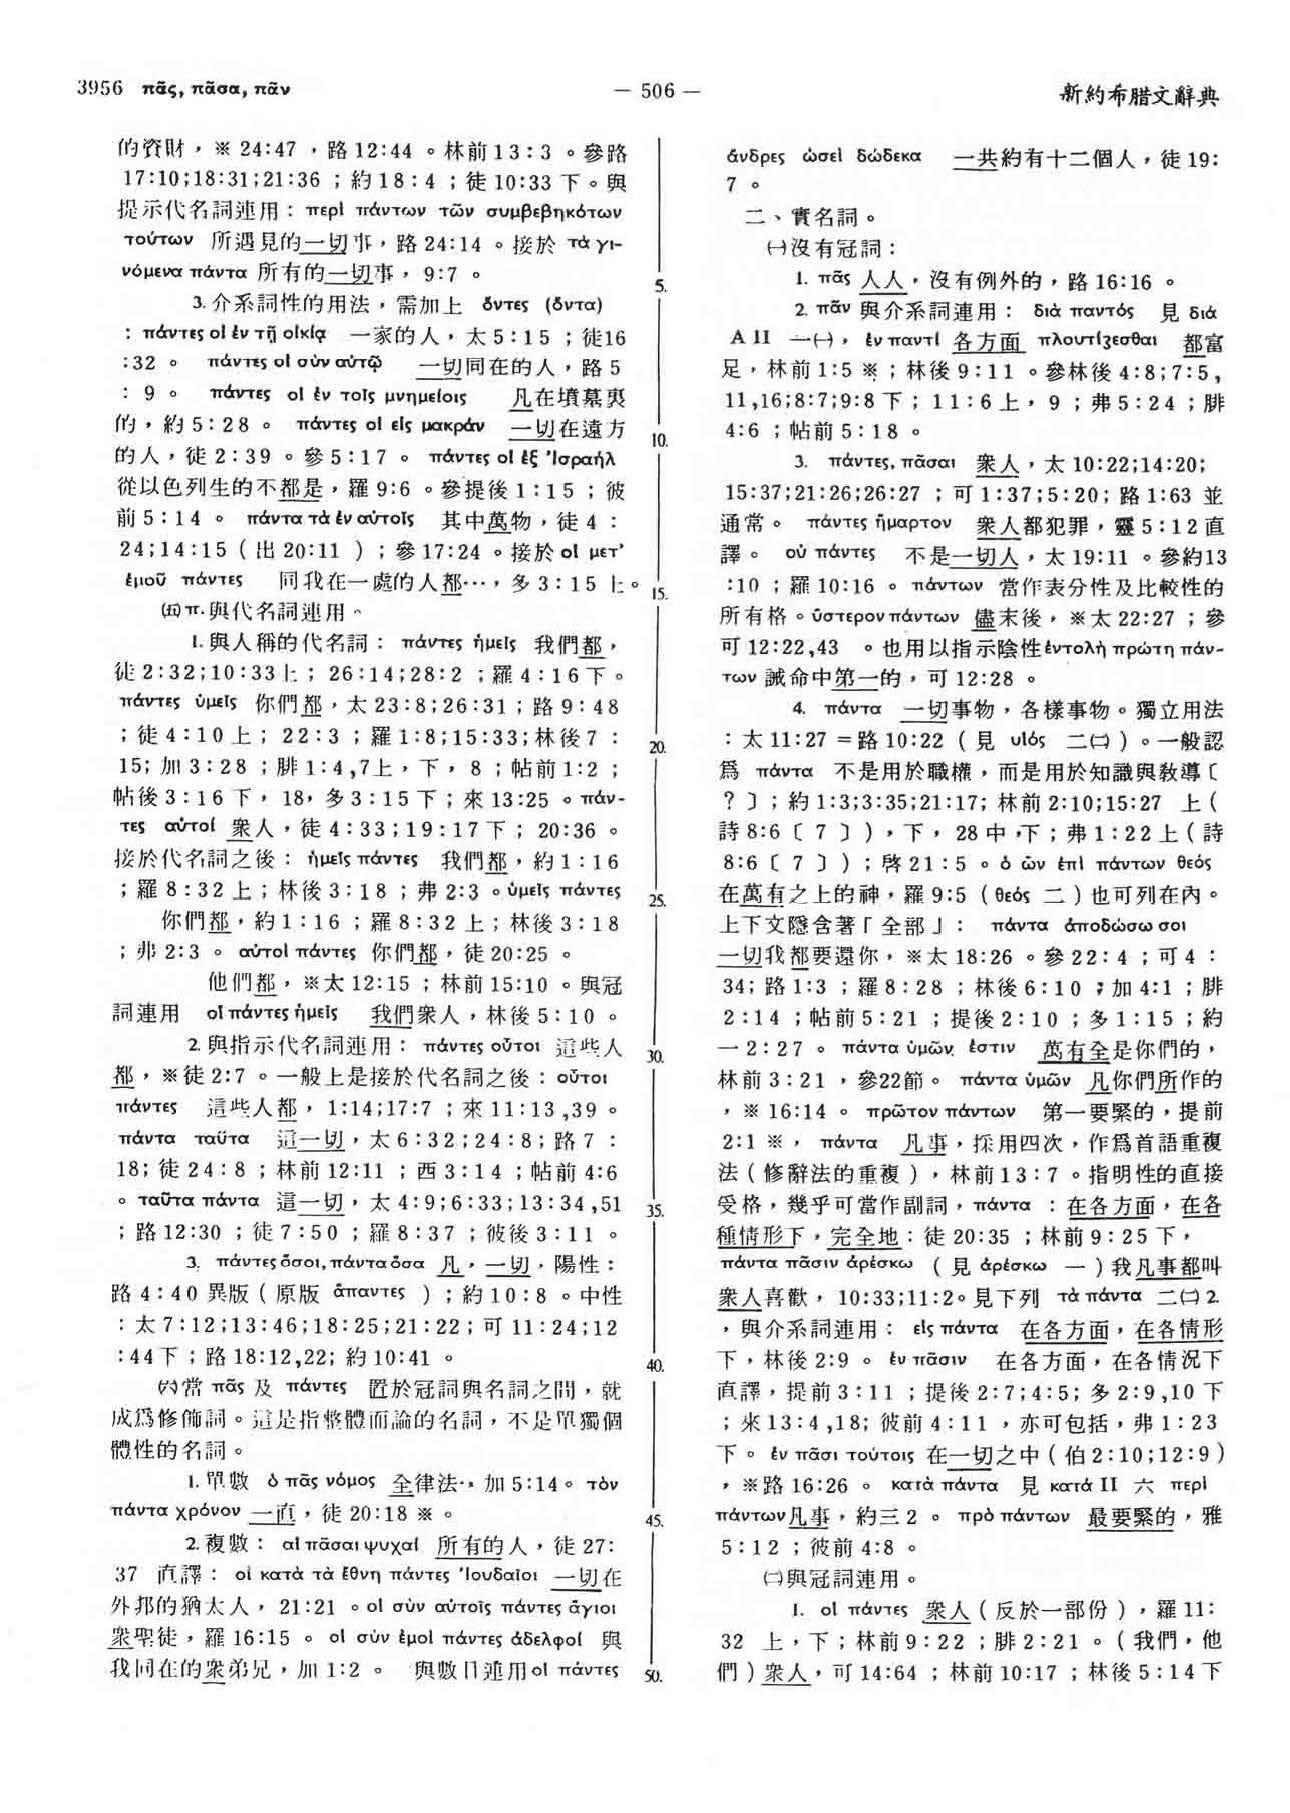 3956 πᾶς, πᾶσα, πᾶν
— 506 —
新約希腊文辭典
的資財，※ 24:47 ，路 12:44 。林前 13:3 。參路
17:10;18:31;21:36 ；約 18:4 ；徒 10:33 下。與
提示代名詞連用：περὶ πάντων τῶν συμβεβηκότων
τούτων 所遇見的一切事，路 24:14 。接於 τὰ γι-
νόμενα πάντα 所有的一切事， 9:7 。
3.介系詞性的用法，需加上 ὄντες (ὄντα)
：πάντες οἱ ἐν τῇ οἰκίᾳ 一家的人，太 5:15 ；徒16
:32 。 πάντες οἱ σὺν αὐτῷ 一切同在的人，路 5
：9 。 πάντες οἱ ἐν τοῖς μνημείοις 凡在墳墓裏
的，約 5:28 。 πάντες οἱ εἰς μακράν 一切在遠方
的人，徒 2:39 。參 5:17 。 πάντες οἱ ἐξ Ἰσραήλ
從以色列生的不都是，羅 9:6 。參提後 1:15 ；彼
前 5:14 。 πάντα τὰ ἐν αὐτοῖς 其中萬物，徒 4 :
24;14:15 ( 出 20:11 ) ；參 17:24 。接於 οἱ μετ'
ἐμοῦ πάντες 同我在一處的人都…，多 3:15 上。
㈤π.與代名詞連用。
1.與人稱的代名詞： πάντες ἡμεῖς 我們都，
徒 2:32;10:33上； 26:14;28:2 ；羅 4:16下。
πάντες ὑμεῖς 你們都，太 23:8;26:31 ；路 9:48
；徒 4:10 上； 22:3 ；羅 1:8;15:33;林後 7 :
15; 加 3:28 ；腓 1:4,7上，下， 8 ；帖前 1:2 ；
帖後 3:16 下， 18，多 3:15 下；來 13:25 。πάν-
τες αὐτοί 衆人，徒 4:33;19:17 下； 20:36 。
接於代名詞之後： ἡμεῖς πάντες 我們都，約 1:16
；羅 8:32 上；林後 3:18 ；弗 2:3 。ὑμεῖς πάντες
你們都，約 1:16 ；羅 8:32 上；林後 3:18
；弗 2:3 。 αὐτοὶ πάντες 你們都，徒 20:25 。
他們都，※太 12:15 ；林前 15:10 。與冠
詞連用 οἱ πάντες ἡμεῖς 我們衆人，林後 5:10 。
2.與指示代名詞連用： πάντες οὗτοι 這些人
都，※徒 2:7 。一般上是接於代名詞之後：οὗτοι
πάντες 這些人都， 1:14;17:7 ；來 11:13 ,39 。
πάντα ταῦτα 這一切，太 6:32;24:8; 路 7 :
18; 徒 24:8 ；林前 12:11 ；西 3:14 ；帖前 4:6
。ταῦτα πάντα 這一切，太 4:9;6:33;13:34,51
；路 12:30 ；徒 7:50 ；羅 8:37 ；彼後 3:11 。
3. πάντες ὅσοι, πάντα ὅσα 凡，一切，陽性：
路 4:40 異版 ( 原版 ἅπαντες ) ；約 10:8 。中性
：太 7:12;13:46;18:25;21:22; 可 11:24;12
:44下；路 18:12,22; 約 10:41 。
㈥當 πᾶς 及 πάντες 置於冠詞與名詞之間，就
成爲修飾詞。這是指整體而論的名詞，不是單獨個
體性的名詞。
1.單數 ὁ πᾶς νόμος 全律法…，加 5:14。τὸν
πάντα χρόνον 一直，徒 20:18 ※。
2.複數： αἱ πᾶσαι ψυχαί 所有的人，徒 27:
37 直譯： οἱ κατὰ τὰ ἔθνη πάντες Ἰουδαῖοι 一切在
外邦的猶太人， 21:21 。οἱ σὺν αὐτοῖς πάντες ἅγιοι
衆聖徒，羅 16:15 。 οἱ σὺν ἐμοὶ πάντες ἀδελφοί 與
我同在的衆弟兄，加 1:2 。 與數目連用 οἱ πάντες
5.
10.
15.
20.
25.
30.
35.
40.
45.
50.
ἄνδρες ὡσεὶ δώδεκα 一共約有十二個人，徒 19:
7 。
二、實名詞。
㈠沒有冠詞：
1. πᾶς 人人，沒有例外的，路 16:16 。
2. πᾶν 與介系詞連用： διὰ παντός 見 διά
A II 一㈠，ἐν παντί 各方面 πλουτίζεσθαι 都富
足，林前 1:5 ※；林後 9:11 。參林後 4:8;7:5,
11,16;8:7;9:8 下； 11:6 上， 9 ；弗 5:24 ；腓
4:6 ；帖前 5:18 。
3. πάντες, πᾶσαι 衆人，太 10:22;14:20;
15:37;21:26;26:27 ；可 1:37;5:20; 路 1:63 並
通常。 πάντες ἥμαρτον 衆人都犯罪，靈 5:12 直
譯。 οὐ πάντες 不是一切人，太 19:11 。參約13
:10 ；羅 10:16 。 πάντων 當作表分性及比較性的
所有格。ὕστερον πάντων 儘末後，※太 22:27 ；參
可 12:22,43 。也用以指示陰性ἐντολὴ πρώτη πάν-
των 誡命中第一的，可 12:28 。
4. πάντα 一切事物，各樣事物。獨立用法
：太 11:27 ＝路 10:22 ( 見 υἱός 二㈡ ) 。一般認
爲 πάντα 不是用於職權，而是用於知識與教導〔
？〕；約 1:3;3:35;21:17; 林前 2:10;15:27 上 (
詩 8:6〔 7 〕) ，下， 28 中，下；弗 1:22 上 ( 詩
8:6〔 7 〕) ；啓 21:5 。ὁ ὢν ἐπὶ πάντων θεός
在萬有之上的神，羅 9:5 ( θεός 二 ) 也可列在內。
上下文隱含著「全部」： πάντα ἀποδώσω σοι
一切我都要還你，※太 18:26 。參 22:4 ；可 4 :
34; 路 1:3 ；羅 8:28 ；林後 6:10 ；加 4:1 ；腓
2:14 ；帖前 5:21 ；提後 2:10 ；多 1:15 ；約
一 2:27 。 πάντα ὑμῶν ἐστιν 萬有全是你們的，
林前 3:21 ，參22節。 πάντα ὑμῶν 凡你們所作的
，※ 16:14 。 πρῶτον πάντων 第一要緊的，提前
2:1 ※， πάντα 凡事，採用四次，作爲首語重複
法 ( 修辭法的重複 ) ，林前 13:7 。指明性的直接
受格，幾乎可當作副詞，πάντα ：在各方面，在各
種情形下，完全地：徒 20:35 ；林前 9:25 下，
πάντα πᾶσιν ἀρέσκω ( 見 ἀρέσκω 一 ) 我凡事都叫
衆人喜歡， 10:33;11:2。見下列 τὰ πάντα 二㈡ 2.
，與介系詞連用： εἰς πάντα 在各方面，在各情形
下，林後 2:9 。 ἐν πᾶσιν 在各方面，在各情況下
直譯，提前 3:11 ；提後 2:7;4:5; 多 2:9,10 下
；來 13:4,18; 彼前 4:11 ，亦可包括，弗 1:23
下。ἐν πᾶσι τούτοις 在一切之中 ( 伯 2:10;12:9 )
，※路 16:26 。 κατὰ πάντα 見 κατά II 六 περὶ
πάντων凡事，約三 2 。 πρὸ πάντων 最要緊的，雅
5:12 ；彼前 4:8 。
㈡與冠詞連用。
1. οἱ πάντες 衆人 ( 反於一部份 ) ，羅 11:
32 上，下；林前 9:22 ；腓 2:21 。( 我們，他
們 ) 衆人，可 14:64 ；林前 10:17 ；林後 5:14 下